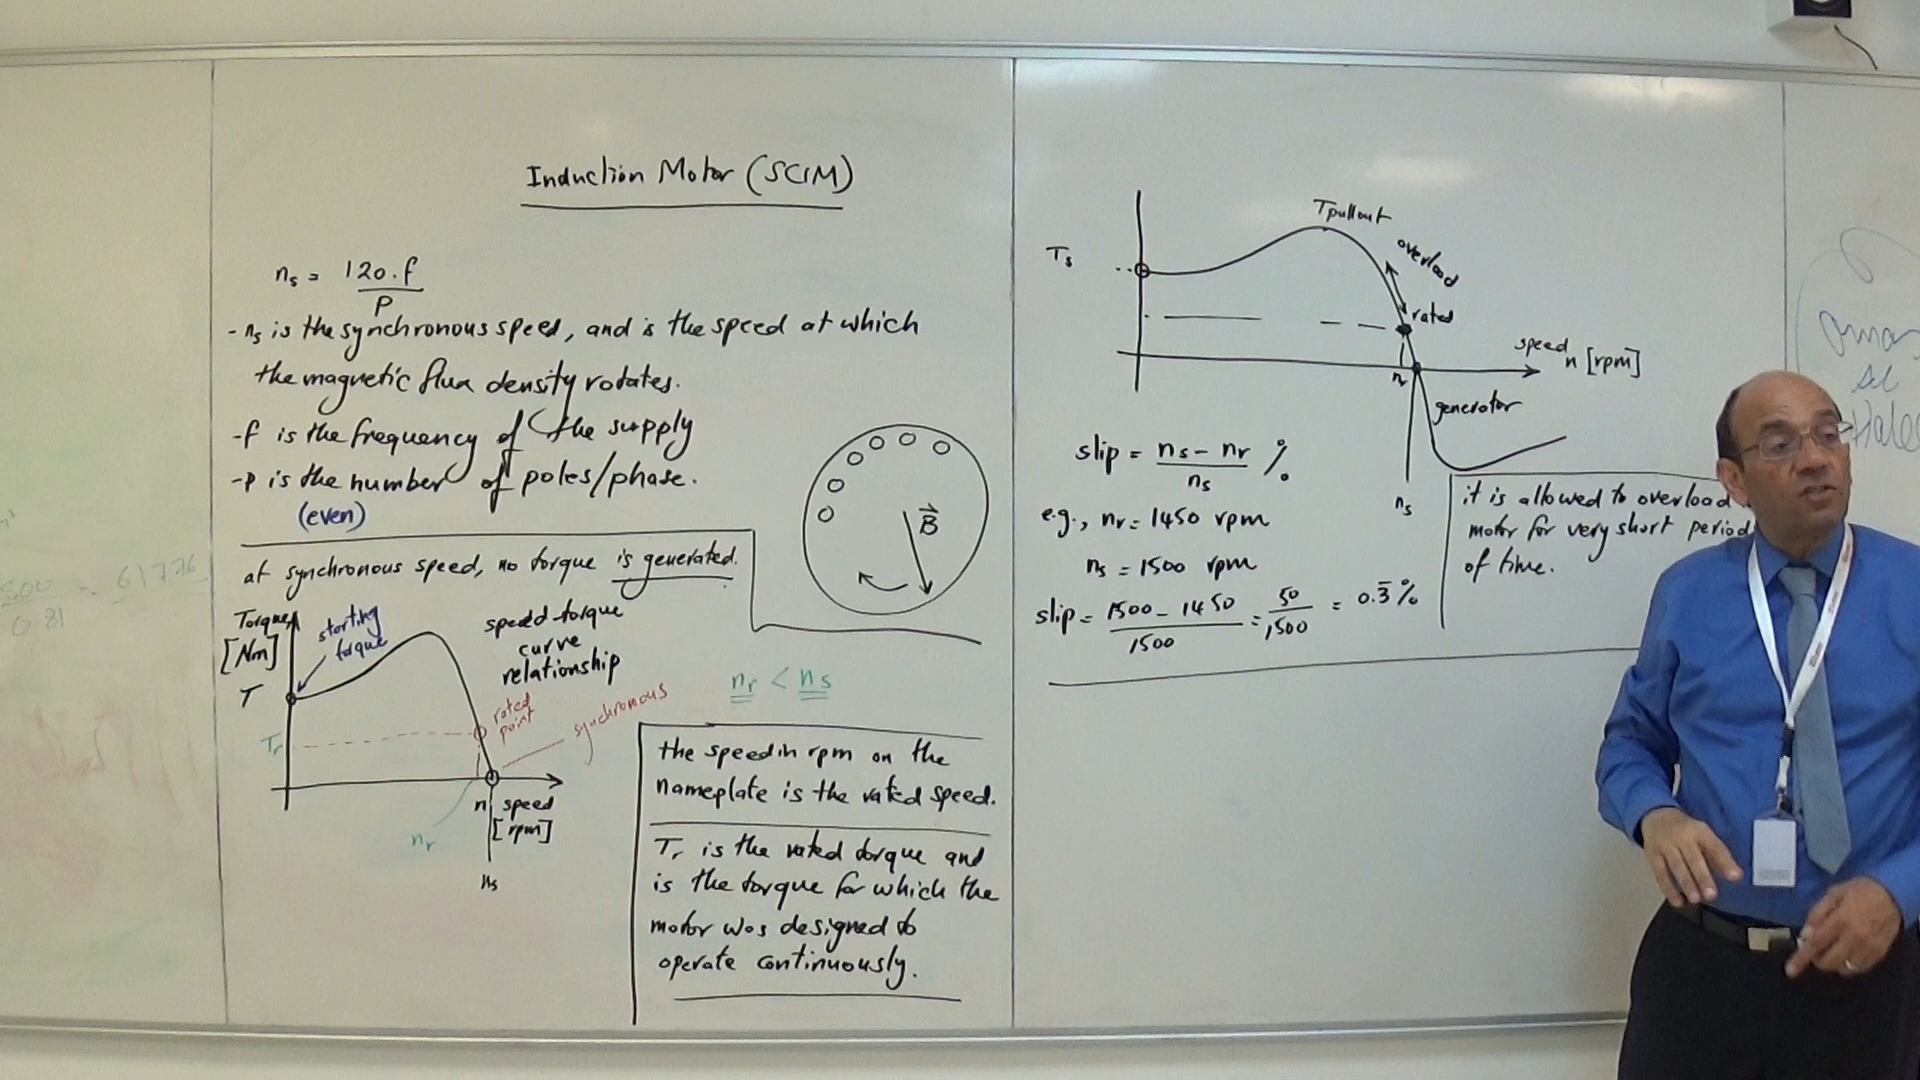 Induction Motor (SCIM)
ns = 120.f
P
- ns is the synchronous speed, and is the speed at which
the magnetic flux density rotates.
-f is the frequency of the supply
-P is the number of poles/phase.
(even)
B
at synchronous speed, no torque is generated.
Torque
[Nm]
starting
torque
speed-torque
curve
relationship
T
Tr
rated
point
synchronous
nr < ns
n speed
[rpm]
nr
ns
the speed in rpm on the
nameplate is the rated speed.
Tr is the rated torque and
is the torque for which the
motor was designed to
operate continuously.
Tpullout
Ts
overload
rated
speed
n [rpm]
generator
ns
slip = ns - nr %
ns
e.g., nr = 1450 rpm
ns = 1500 rpm
slip = 1500 - 1450 = 50 = 0.3̄ %
1500 1500
it is allowed to overload
motor for very short period
of time.
61776
0.81